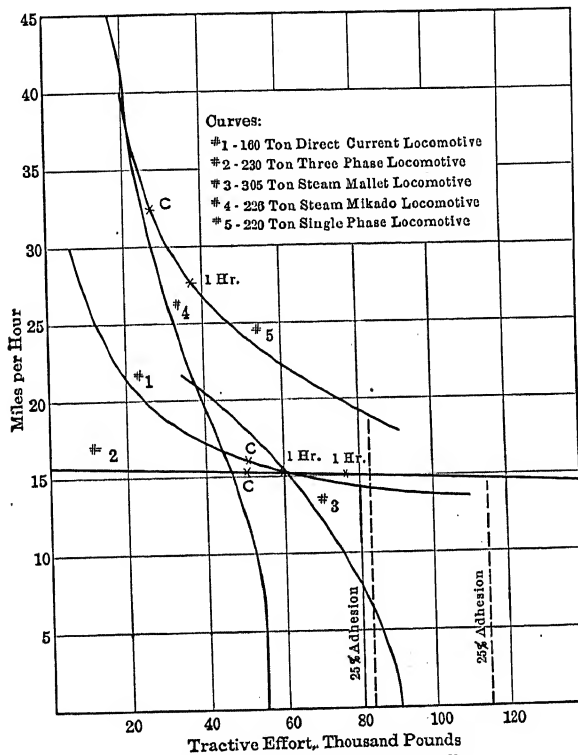 45
40
35
30
25
20
15
10
5
Miles per Hour
Curves:
#1 - 160 Ton Direct Current Locomotive
#2 - 230 Ton Three Phase Locomotive
#3 - 305 Ton Steam Mallet Locomotive
#4 - 226 Ton Steam Mikado Locomotive
#5 - 220 Ton Single Phase Locomotive
C
1 Hr.
#4
#5
#1
#2
C
1 Hr.
1 Hr.
C
#3
25% Adhesion
25% Adhesion
20
40
60
80
100
120
Tractive Effort, Thousand Pounds